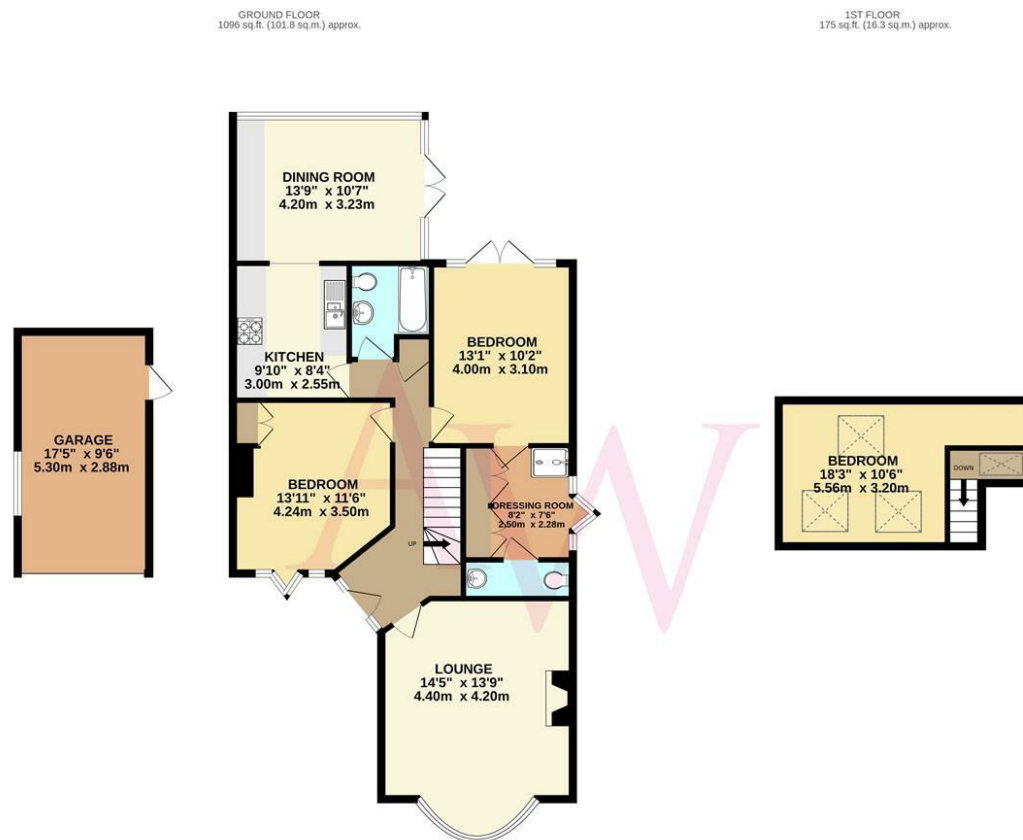 GROUND FLOOR
1096 sq.ft. (101.8 sq.m.) approx.
1ST FLOOR
175 sq.ft. (16.3 sq.m.) approx.
DINING ROOM
13'9" x 10'7"
4.20m x 3.23m
KITCHEN
9'10" x 8'4"
3.00m x 2.55m
BEDROOM
13'1" x 10'2"
4.00m x 3.10m
GARAGE
17'5" x 9'6"
5.30m x 2.88m
BEDROOM
13'11" x 11'6"
4.24m x 3.50m
UP
DRESSING ROOM
8'2" x 7'6"
2.50m x 2.28m
BEDROOM
18'3" x 10'6"
5.56m x 3.20m
DOWN
LOUNGE
14'5" x 13'9"
4.40m x 4.20m
AW